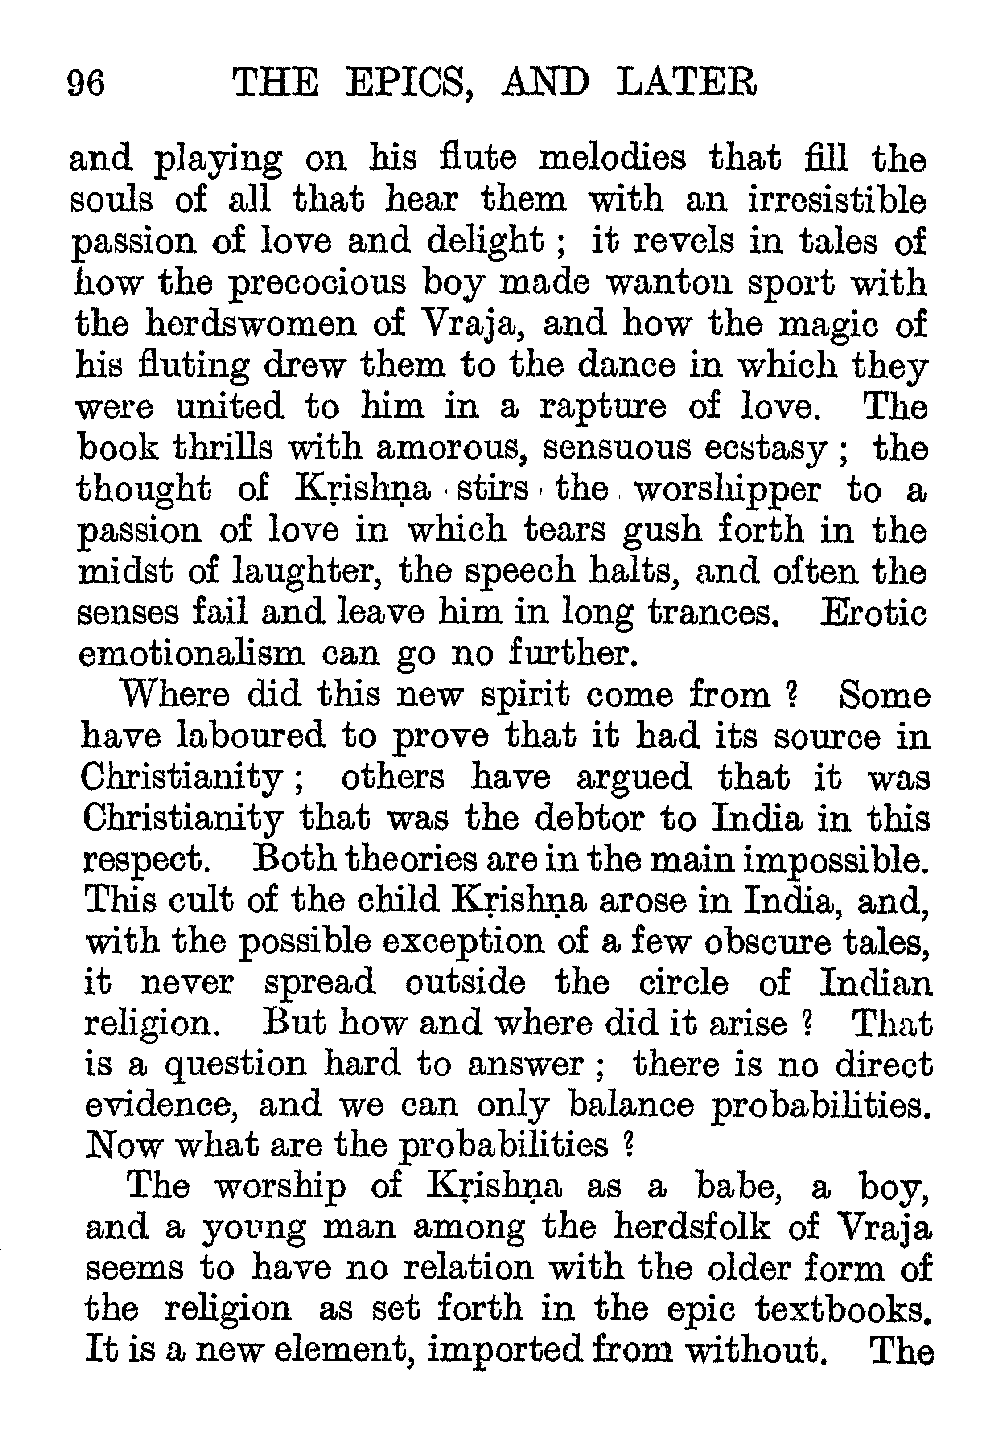 96 THE EPICS, AND LATER
and playing on his flute melodies that fill the
souls of all that hear them with an irresistible
passion of love and delight ; it revels in tales of
how the precocious boy made wanton sport with
the herdswomen of Vraja, and how the magic of
his fluting drew them to the dance in which they
were united to him in a rapture of love. The
book thrills with amorous, sensuous ecstasy ; the
thought of Kṛishṇa stirs the worshipper to a
passion of love in which tears gush forth in the
midst of laughter, the speech halts, and often the
senses fail and leave him in long trances. Erotic
emotionalism can go no further.
Where did this new spirit come from ? Some
have laboured to prove that it had its source in
Christianity ; others have argued that it was
Christianity that was the debtor to India in this
respect. Both theories are in the main impossible.
This cult of the child Kṛishṇa arose in India, and,
with the possible exception of a few obscure tales,
it never spread outside the circle of Indian
religion. But how and where did it arise ? That
is a question hard to answer ; there is no direct
evidence, and we can only balance probabilities.
Now what are the probabilities ?
The worship of Kṛishṇa as a babe, a boy,
and a young man among the herdsfolk of Vraja
seems to have no relation with the older form of
the religion as set forth in the epic textbooks.
It is a new element, imported from without. The